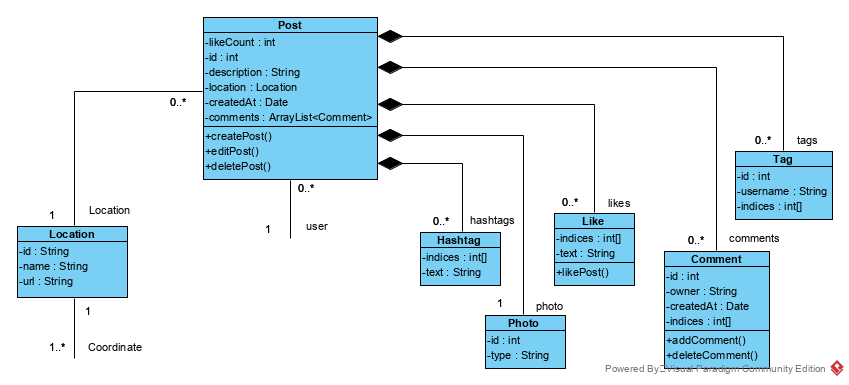 Post
-likeCount : int
-id : int
-description : String
-location : Location
-createdAt : Date
-comments : ArrayList<Comment>
+createPost()
+editPost()
+deletePost()
0..*
0..*
1
user
1
Location
Location
-id : String
-name : String
-url : String
1
1..*
Coordinate
0..*
hashtags
Hashtag
-indices : int[]
-text : String
1
photo
Photo
-id : int
-type : String
0..*
likes
Like
-indices : int[]
-text : String
+likePost()
0..*
comments
Comment
-id : int
-owner : String
-createdAt : Date
-indices : int[]
+addComment()
+deleteComment()
0..*
tags
Tag
-id : int
-username : String
-indices : int[]
Powered By Visual Paradigm Community Edition